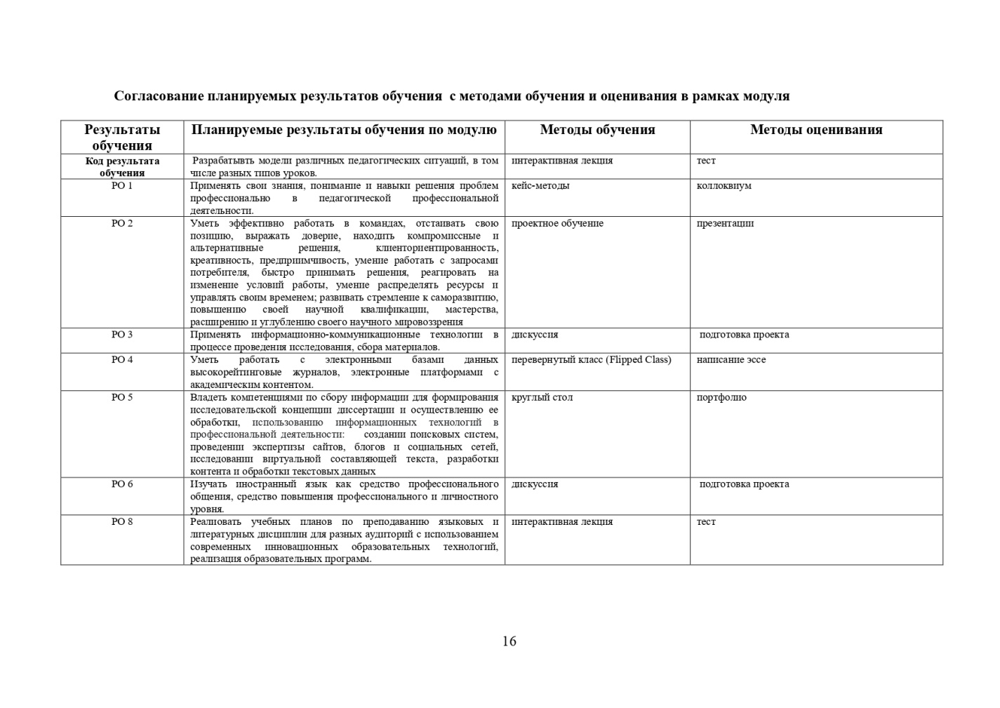 Согласование планируемых результатов обучения с методами обучения и оценивания в рамках модуля
Результаты
обучения
Планируемые результаты обучения по модулю
Методы обучения
Методы оценивания
Код результата
обучения
Разрабатывть модели различных педагогических ситуаций, в том
числе разных типов уроков.
интерактивная лекция
тест
РО 1
Применять свои знания, понимание и навыки решения проблем
профессионально в педагогической профессиональной
деятельности.
кейс-методы
коллоквиум
РО 2
Уметь эффективно работать в командах, отстаивать свою
позицию, выражать доверие, находить компромиссные и
альтернативные решения, клиенториентированность,
креативность, предприимчивость, умение работать с запросами
потребителя, быстро принимать решения, реагировать на
изменение условий работы, умение распределять ресурсы и
управлять своим временем; развивать стремление к саморазвитию,
повышению своей научной квалификации, мастерства,
расширению и углублению своего научного мировоззрения
проектное обучение
презентации
РО 3
Применять информационно-коммуникационные технологии в
процессе проведения исследования, сбора материалов.
дискуссия
подготовка проекта
РО 4
Уметь работать с электронными базами данных
высокорейтинговые журналов, электронные платформами с
академическим контентом.
перевернутый класс (Flipped Class)
написание эссе
РО 5
Владеть компетенциями по сбору информации для формирования
исследовательской концепции диссертации и осуществлению ее
обработки, использованию информационных технологий в
профессиональной деятельности: создании поисковых систем,
проведении экспертизы сайтов, блогов и социальных сетей,
исследовании виртуальной составляющей текста, разработки
контента и обработки текстовых данных
круглый стол
портфолио
РО 6
Изучать иностранный язык как средство профессионального
общения, средство повышения профессионального и личностного
уровня.
дискуссия
подготовка проекта
РО 8
Реалиовать учебных планов по преподаванию языковых и
литературных дисциплин для разных аудиторий с использованием
современных инновационных образовательных технологий,
реализация образовательных программ.
интерактивная лекция
тест
16